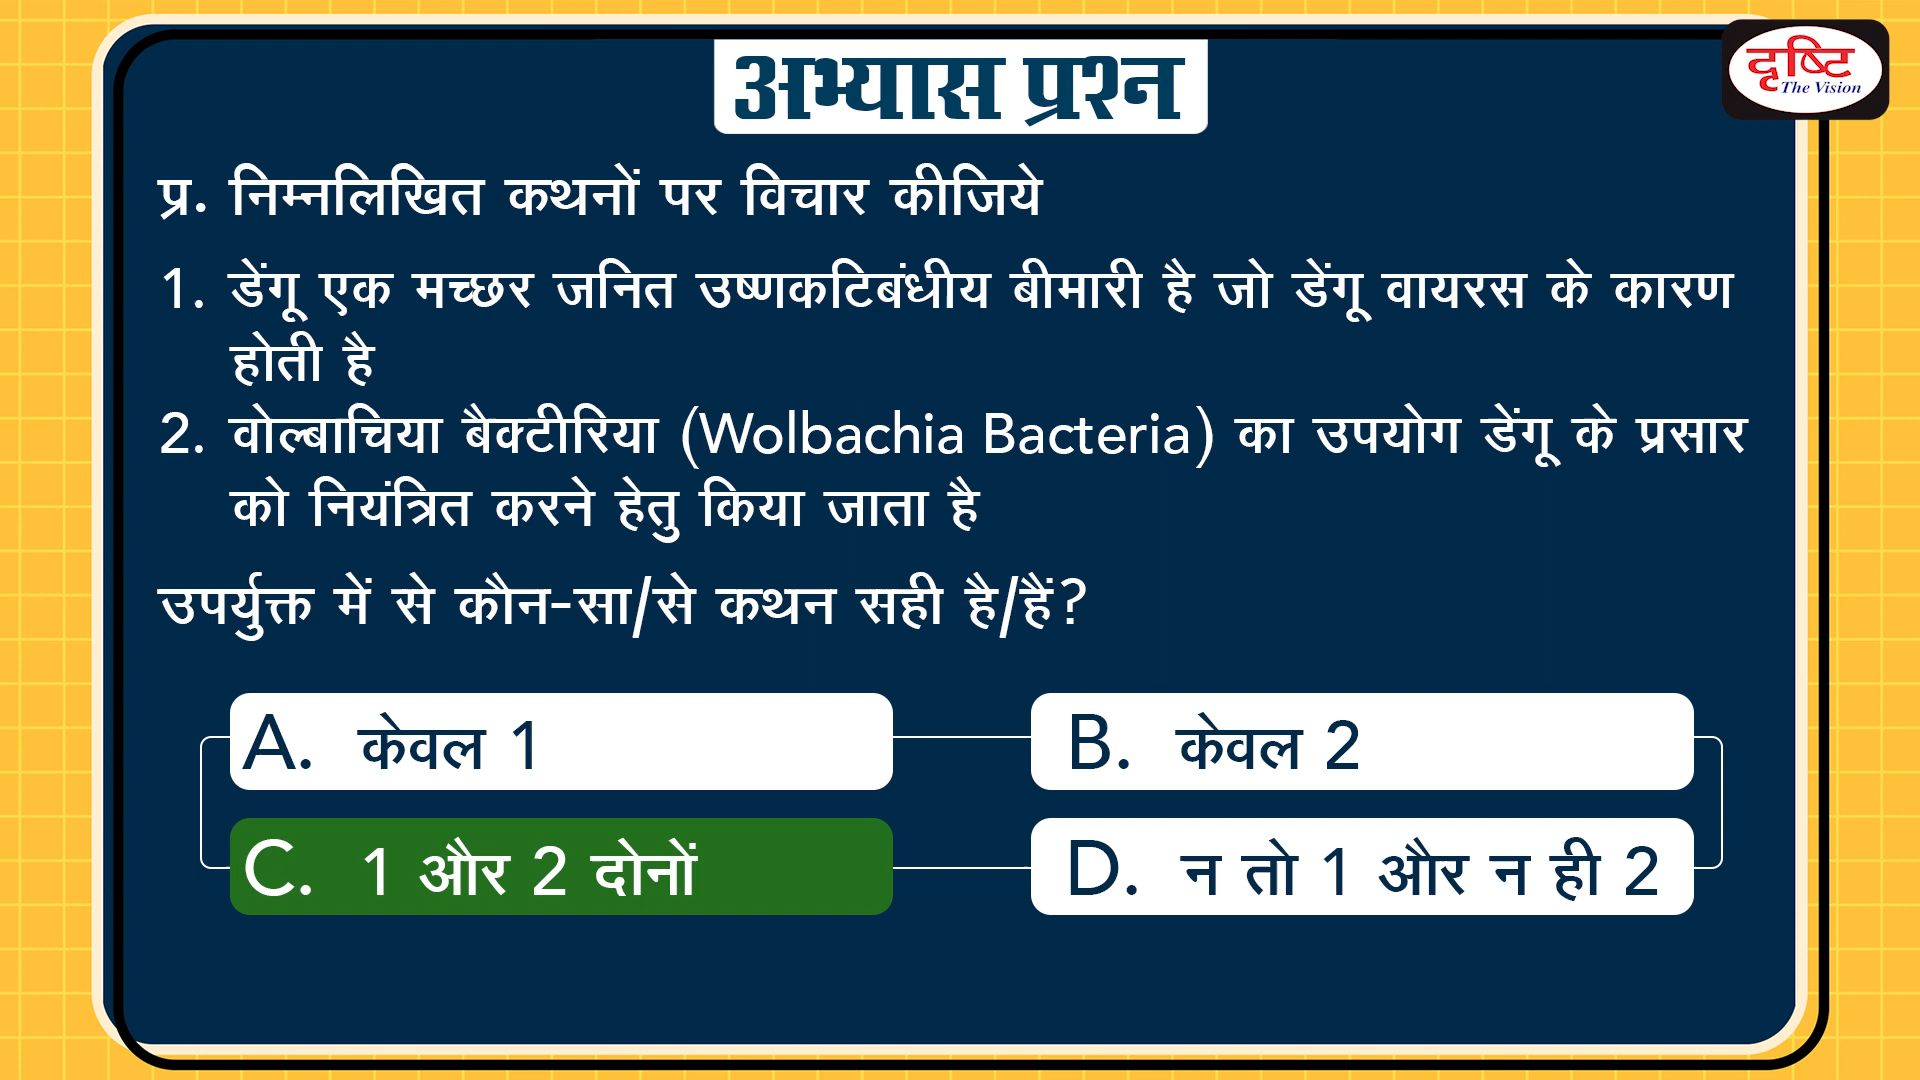 अभ्यास प्रश्न
दृष्टि
The Vision
प्र. निम्नलिखित कथनों पर विचार कीजिये
1. डेंगू एक मच्छर जनित उष्णकटिबंधीय बीमारी है जो डेंगू वायरस के कारण
होती है
2. वोल्बाचिया बैक्टीरिया (Wolbachia Bacteria) का उपयोग डेंगू के प्रसार
को नियंत्रित करने हेतु किया जाता है
उपर्युक्त में से कौन-सा/से कथन सही है/हैं?
A. केवल 1
B. केवल 2
C. 1 और 2 दोनों
D. न तो 1 और न ही 2